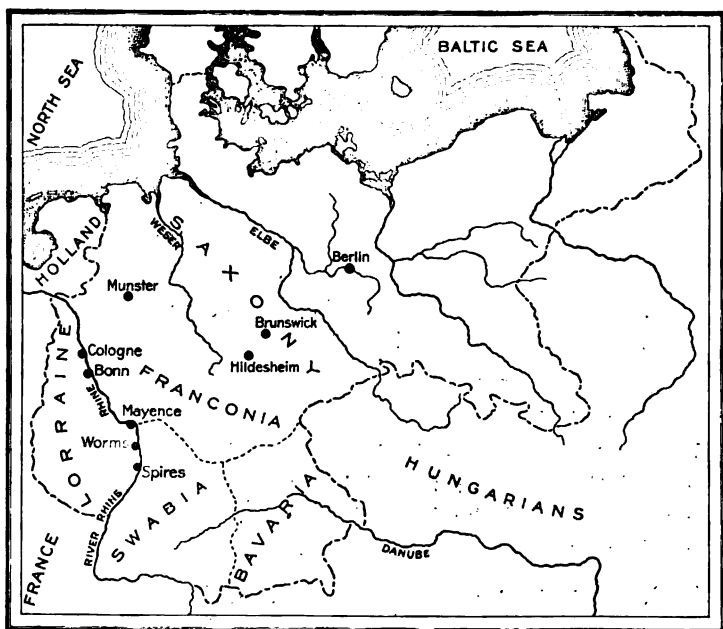 BALTIC SEA
NORTH SEA
HOLLAND
WESER
SAXONY
ELBE
Berlin
Munster
Brunswick
Hildesheim
LORRAINE
Cologne
Bonn
RHINE
FRANCONIA
Mayence
Worms
Spires
HUNGARIANS
RIVER RHINE
SWABIA
BAVARIA
DANUBE
FRANCE